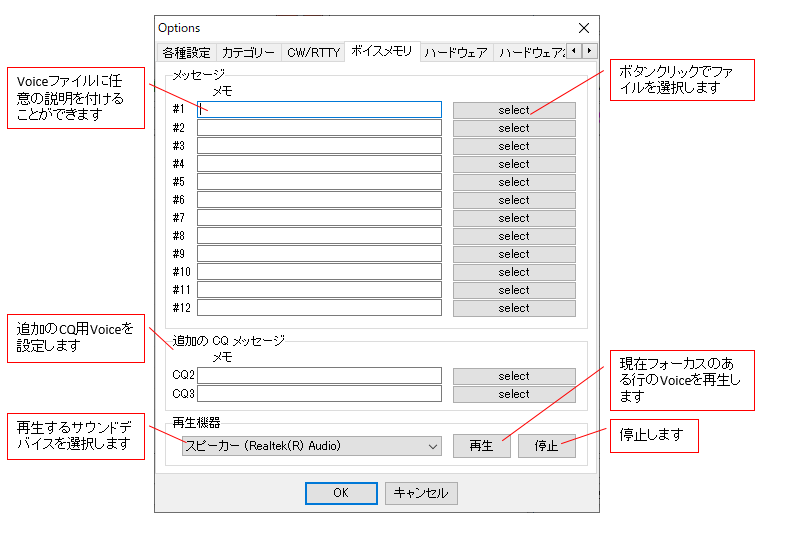 Options
各種設定 カテゴリー CW/RTTY ボイスメモリ ハードウェア ハードウェア2
Voiceファイルに任
意の説明を付ける
ことができます
ボタンクリックでファ
イルを選択します
メッセージ
メモ
#1 select
#2 select
#3 select
#4 select
#5 select
#6 select
#7 select
#8 select
#9 select
#10 select
#11 select
#12 select
追加のCQ用Voiceを
設定します
追加の CQ メッセージ
メモ
CQ2 select
CQ3 select
現在フォーカスのあ
る行のVoiceを再生し
ます
再生するサウンドデ
バイスを選択します
再生機器
スピーカー (Realtek(R) Audio) 再生 停止
停止します
OK キャンセル